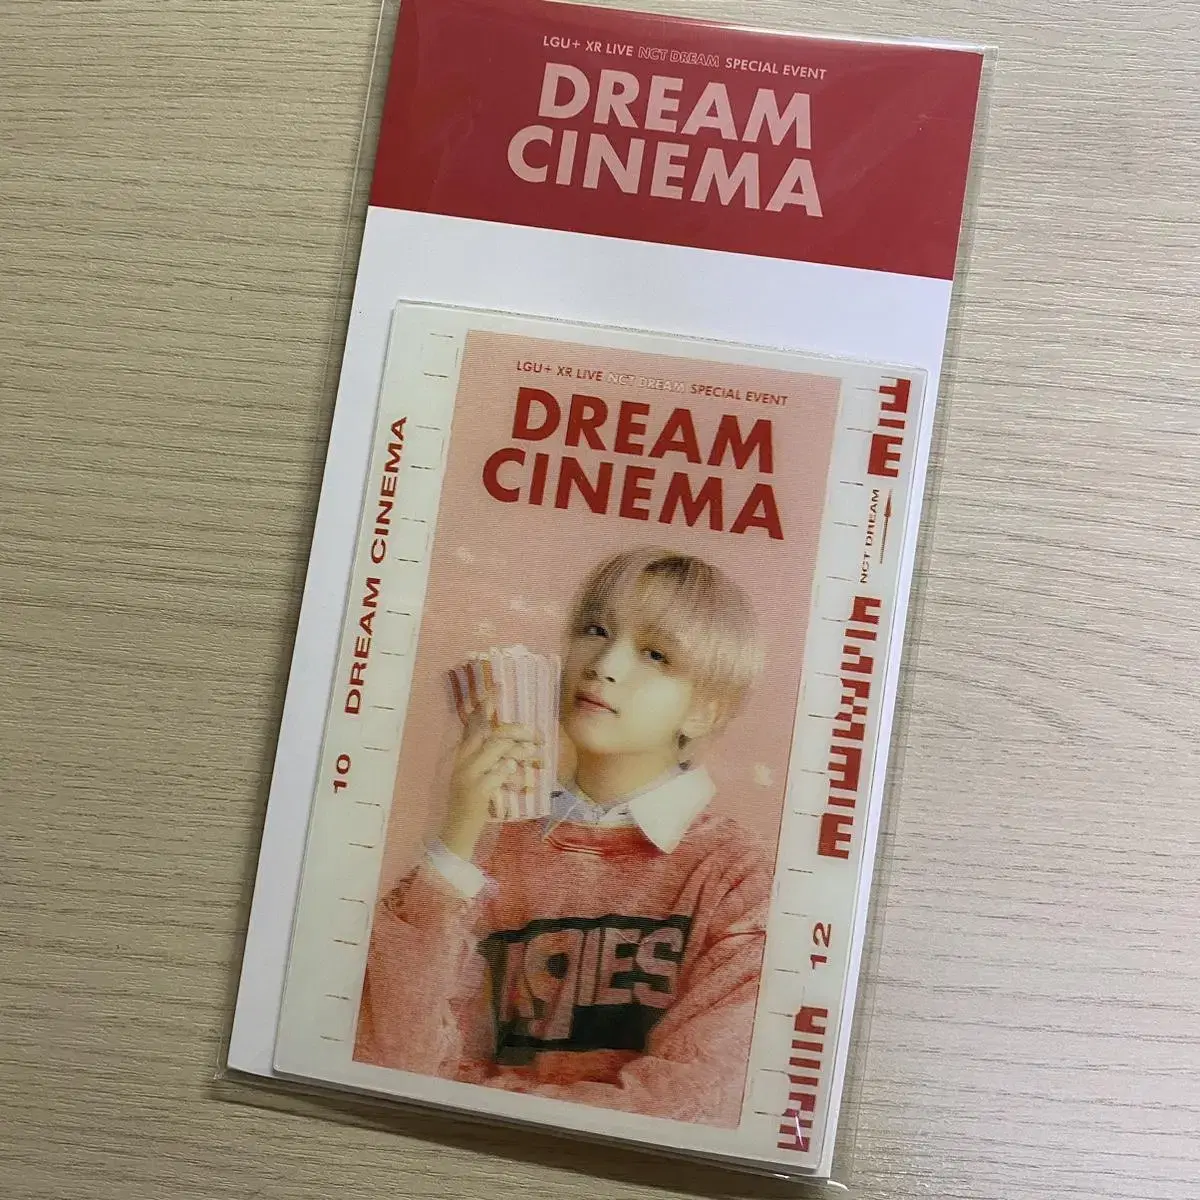 LGU+ XR LIVE NCT DREAM SPECIAL EVENT
DREAM
CINEMA
LGU+ XR LIVE NCT DREAM SPECIAL EVENT
DREAM
CINEMA
10 DREAM CINEMA
NCT DREAM
12